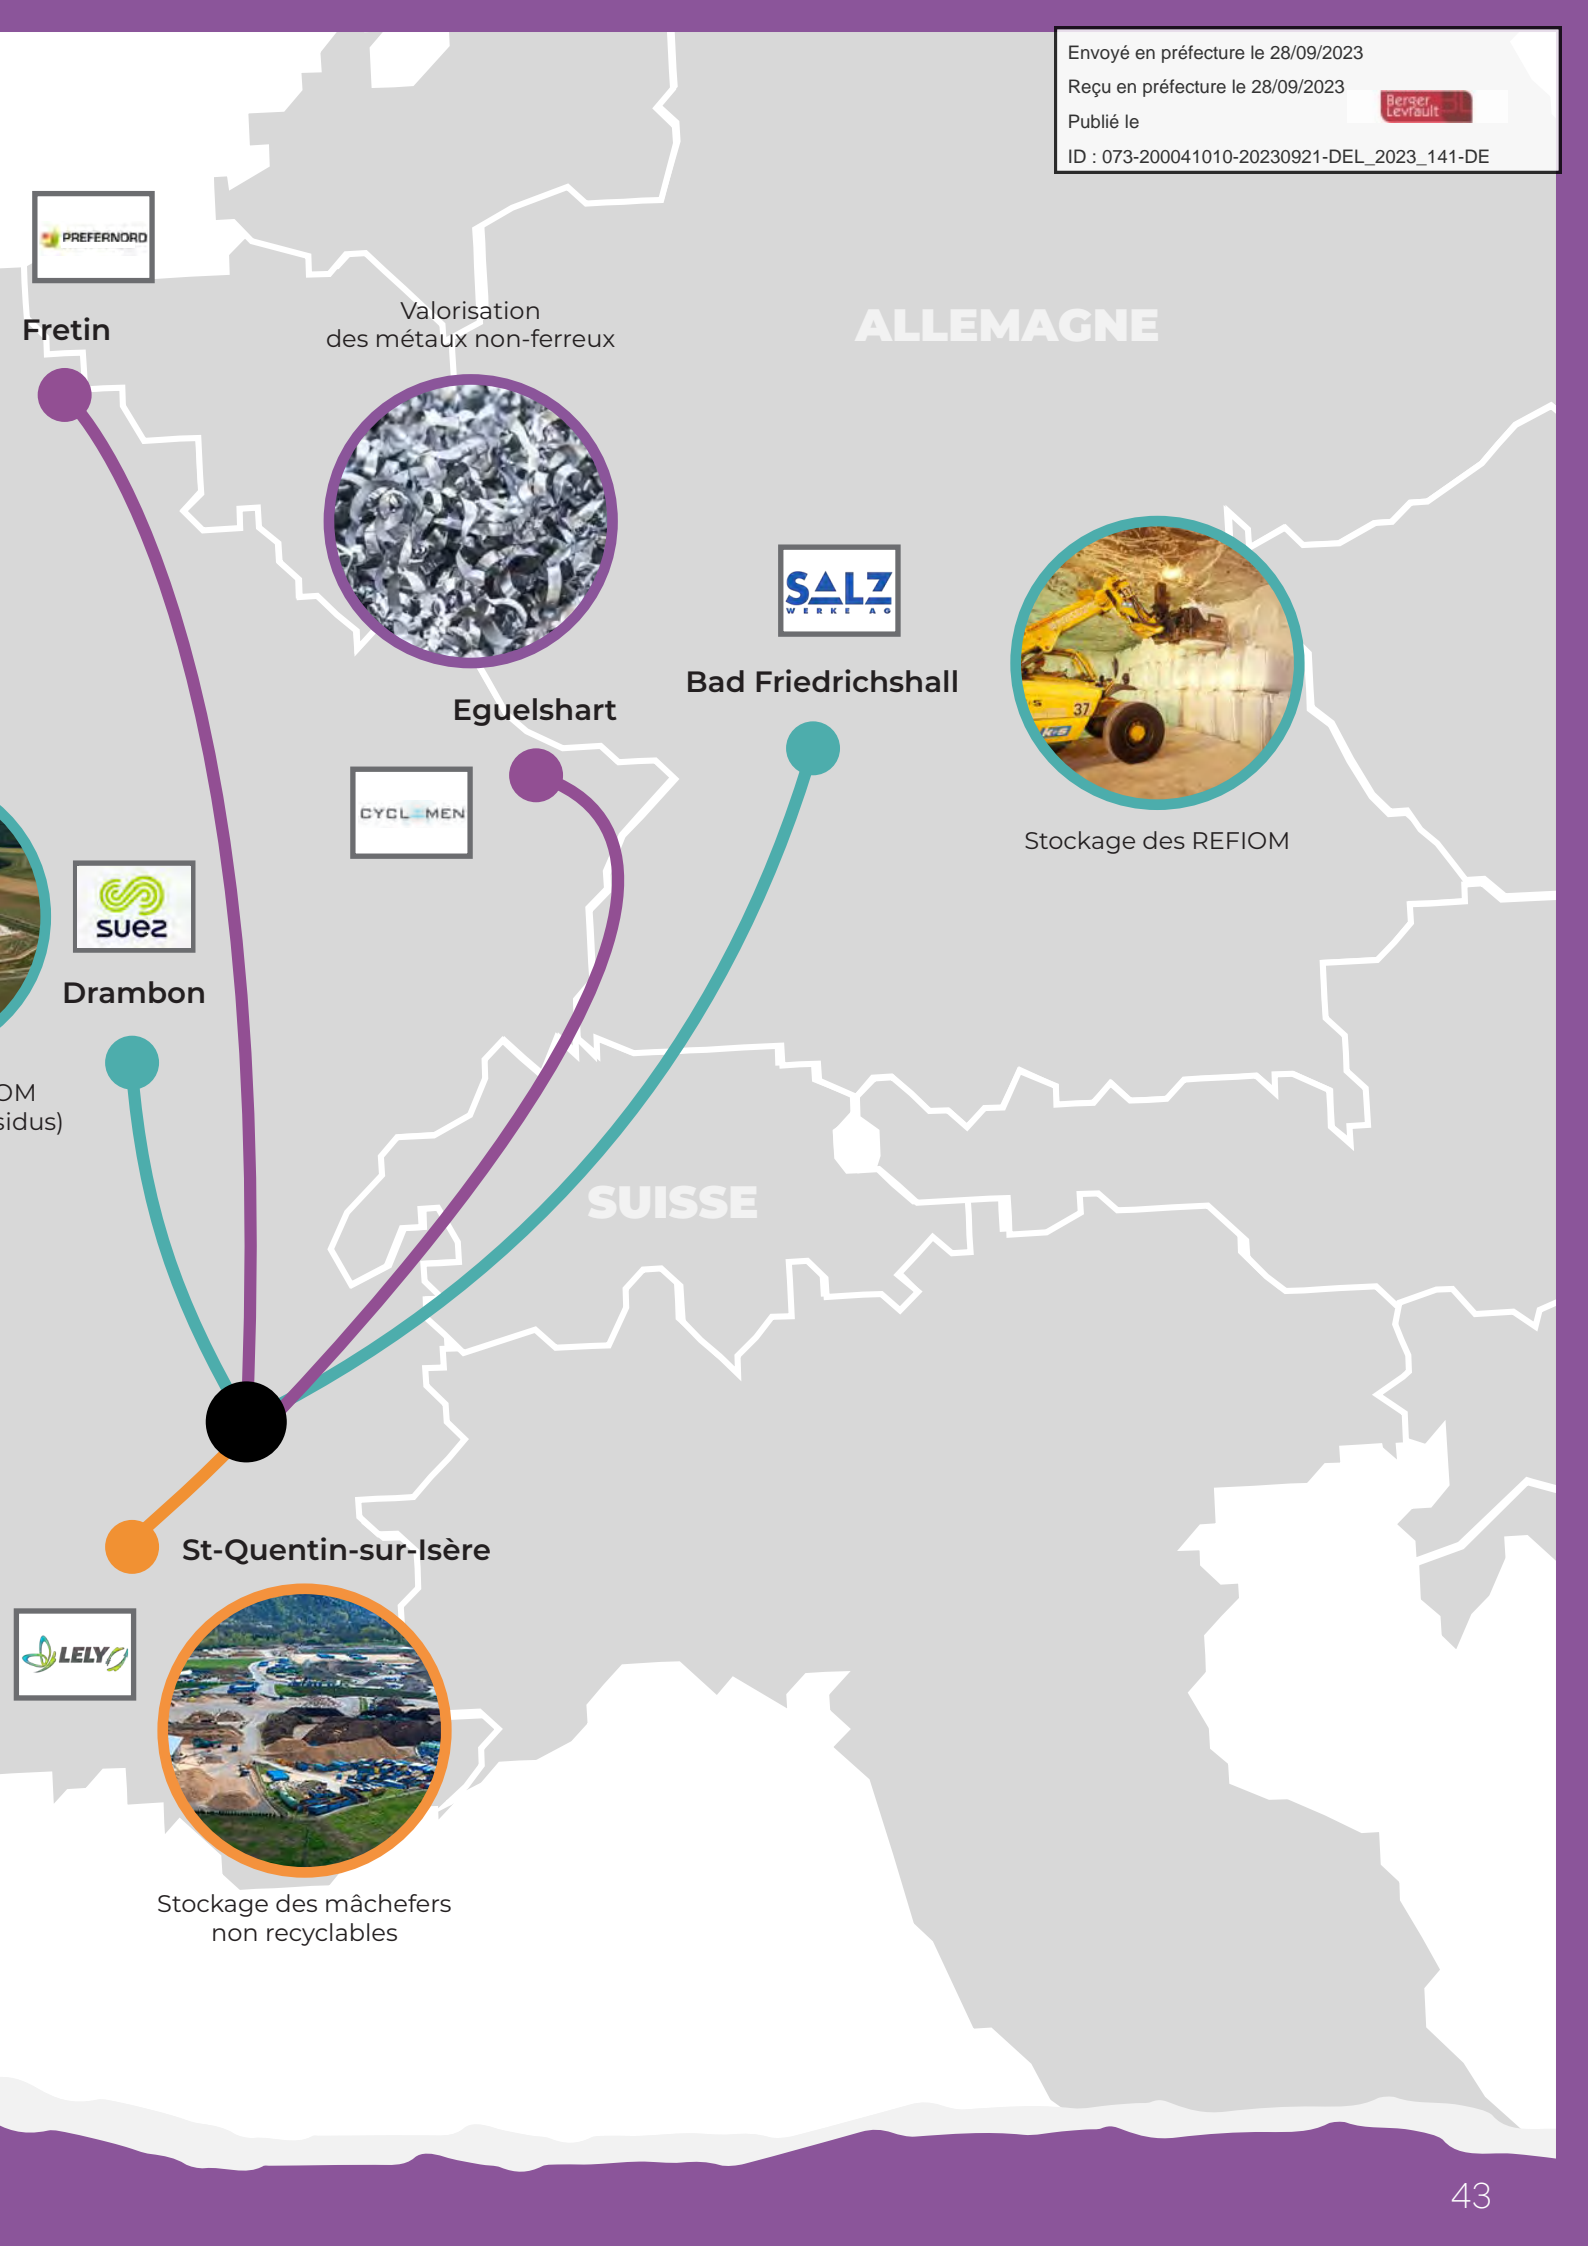 Envoyé en préfecture le 28/09/2023
Reçu en préfecture le 28/09/2023
Berger
Levrault
Publié le
ID : 073-200041010-20230921-DEL_2023_141-DE
PREFERNORD
Fretin
Valorisation
des métaux non-ferreux
ALLEMAGNE
SALZ
WERKE AG
Bad Friedrichshall
37
Stockage des REFIOM
Eguelshart
CYCL MEN
suez
Drambon
OM
sidus)
SUISSE
St-Quentin-sur-Isère
LELY
Stockage des mâchefers
non recyclables
43